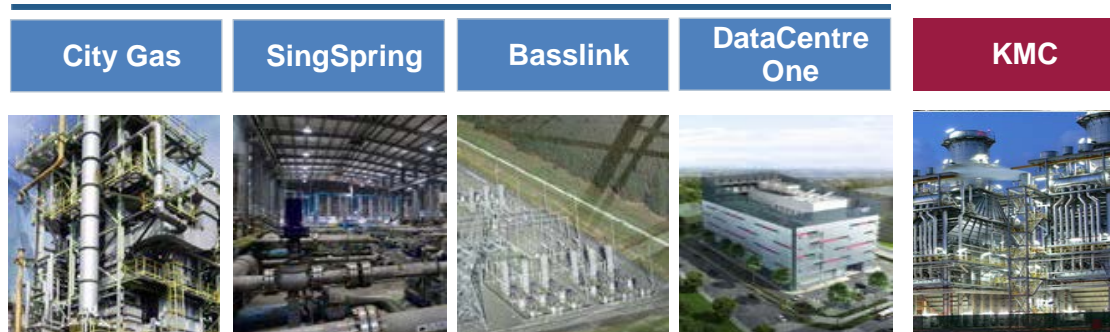 City Gas
SingSpring
Basslink
DataCentre
One
KMC